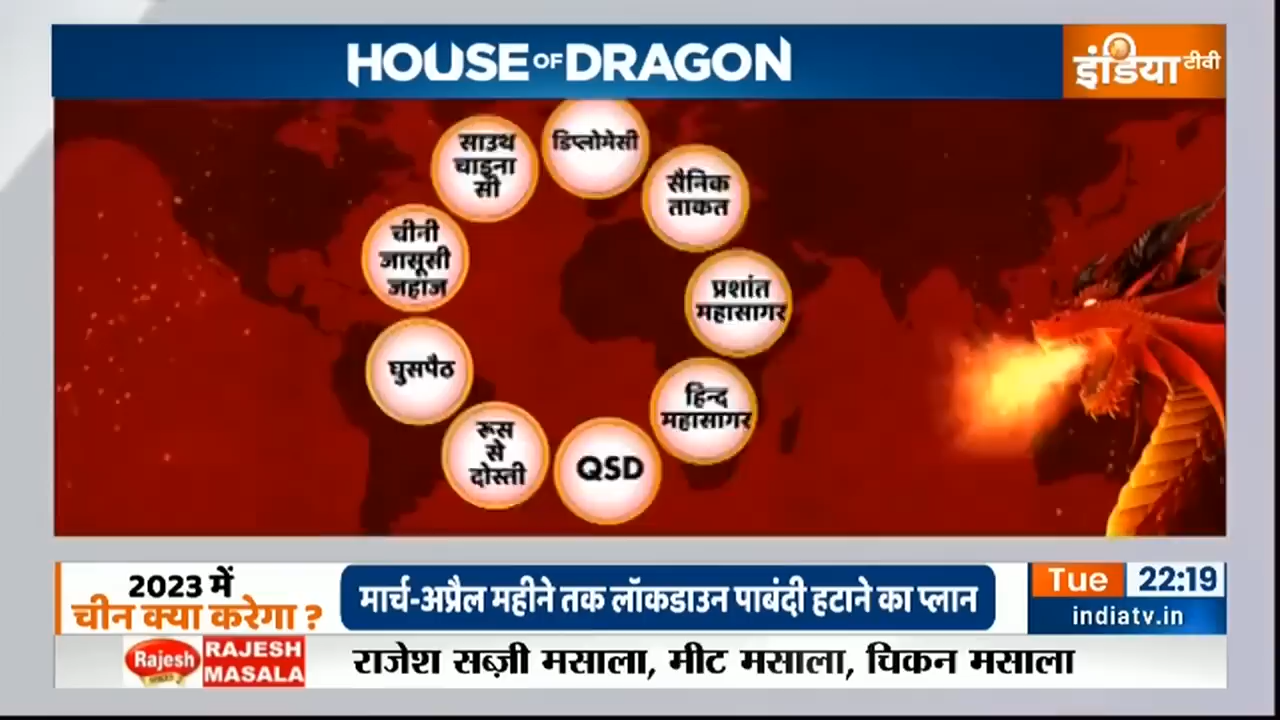 HOUSE OF DRAGON
इंडिया टीवी
डिप्लोमेसी
साउथ
चाइना
सी
सैनिक
ताकत
चीनी
जासूसी
जहाज
प्रशांत
महासागर
घुसपैठ
हिन्द
महासागर
रूस
से
दोस्ती
QSD
2023 में
चीन क्या करेगा ?
मार्च-अप्रैल महीने तक लॉकडाउन पाबंदी हटाने का प्लान
Tue 22:19
indiatv.in
Rajesh
RAJESH
MASALA
राजेश सब्ज़ी मसाला, मीट मसाला, चिकन मसाला